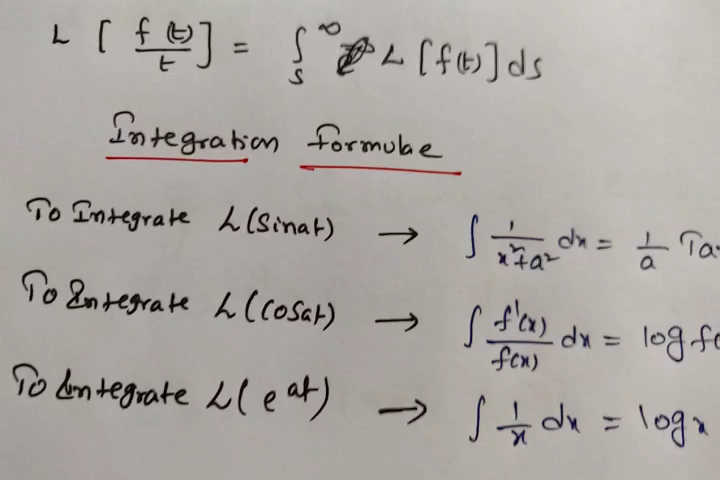 L [ f(t)/t ] = ∫_s^∞ L [f(t)] ds
Integration formulae
To Integrate L(Sinat) → ∫ 1/(x²+a²) dx = 1/a Ta
To Integrate L(Cosat) → ∫ f'(x)/f(x) dx = log f
To Integrate L(e^at) → ∫ 1/x dx = log x